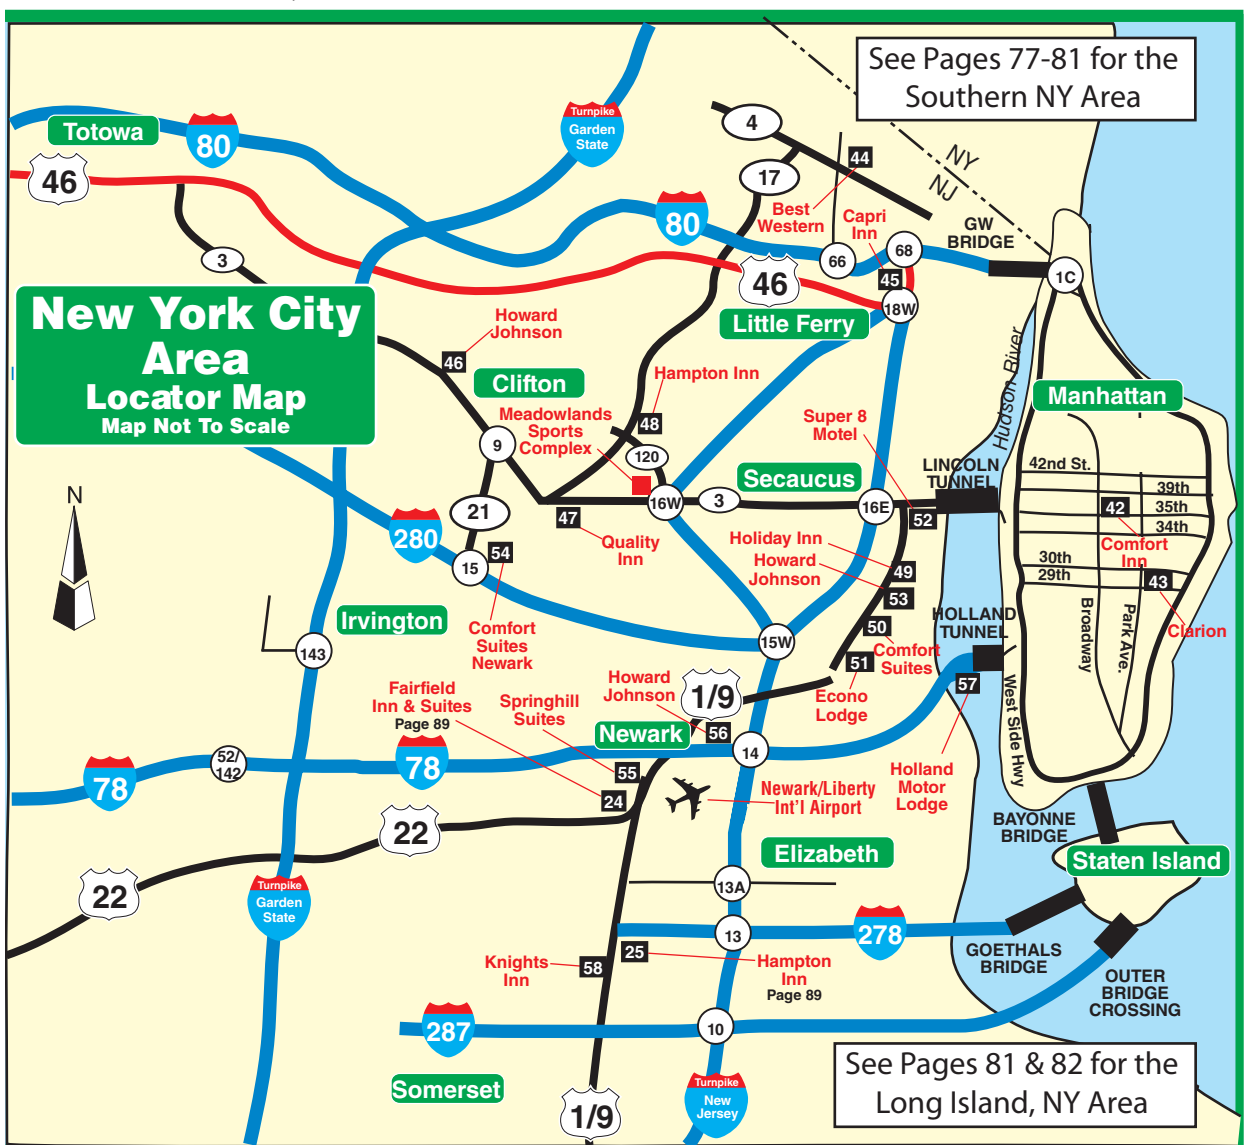 See Pages 77-81 for the
Southern NY Area
Totowa
80
46
Turnpike
Garden
State
4
17
44
NY
NJ
Best
Western
Capri
Inn
80
GW
BRIDGE
3
66
68
45
1C
46
18W
New York City
Area
Locator Map
Map Not To Scale
Howard
Johnson
46
Little Ferry
Clifton
Hampton Inn
Hudson River
Manhattan
Meadowlands
Sports
Complex
48
Super 8
Motel
9
120
Secaucus
LINCOLN
TUNNEL
42nd St.
39th
35th
34th
42
Comfort
Inn
30th
29th
43
Clarion
N
21
16W
3
16E
52
47
Quality
Inn
280
54
15
Holiday Inn
Howard
Johnson
49
53
Irvington
Comfort
Suites
Newark
143
15W
50
Comfort
Suites
51
Econo
Lodge
HOLLAND
TUNNEL
57
Broadway
Park Ave.
West Side Hwy
Fairfield
Inn & Suites
Page 89
Springhill
Suites
Howard
Johnson
1/9
56
Newark
14
52/
142
78
78
55
24
Newark/Liberty
Int'l Airport
Holland
Motor
Lodge
22
BAYONNE
BRIDGE
Elizabeth
Staten Island
22
Turnpike
Garden
State
13A
13
278
GOETHALS
BRIDGE
Knights
Inn
58
25
Hampton
Inn
Page 89
OUTER
BRIDGE
CROSSING
287
10
Somerset
1/9
Turnpike
New
Jersey
See Pages 81 & 82 for the
Long Island, NY Area